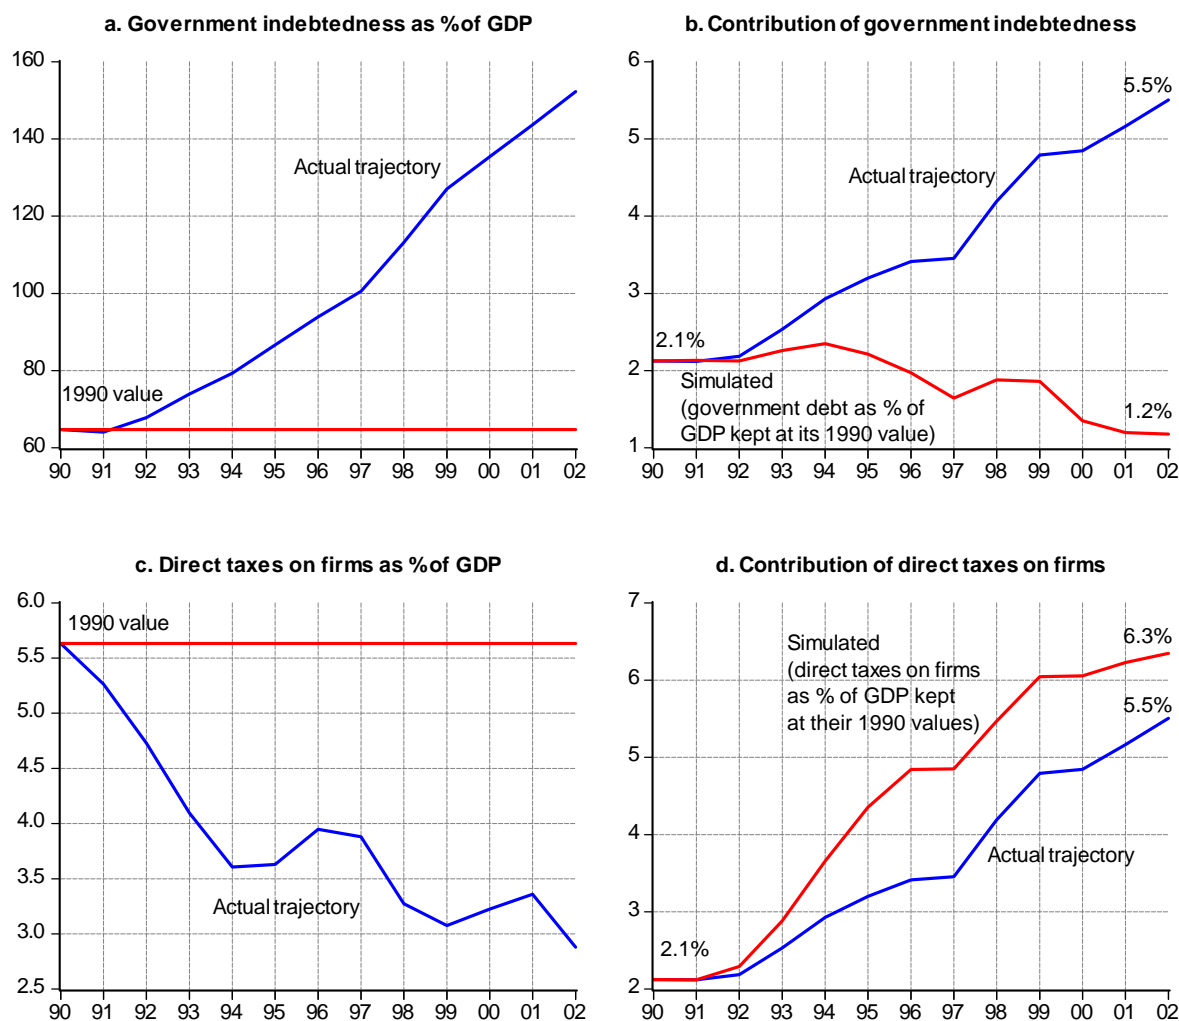 a. Government indebtedness as %of GDP
160
140
120
100
80
60
Actual trajectory
1990 value
90 91 92 93 94 95 96 97 98 99 00 01 02
b. Contribution of government indebtedness
6
5
4
3
2
1
5.5%
Actual trajectory
2.1%
Simulated
(government debt as % of
GDP kept at its 1990 value)
1.2%
90 91 92 93 94 95 96 97 98 99 00 01 02
c. Direct taxes on firms as %of GDP
6.0
5.5
5.0
4.5
4.0
3.5
3.0
2.5
1990 value
Actual trajectory
90 91 92 93 94 95 96 97 98 99 00 01 02
d. Contribution of direct taxes on firms
7
6
5
4
3
2
Simulated
(direct taxes on firms
as % of GDP kept
at their 1990 values)
6.3%
5.5%
Actual trajectory
2.1%
90 91 92 93 94 95 96 97 98 99 00 01 02